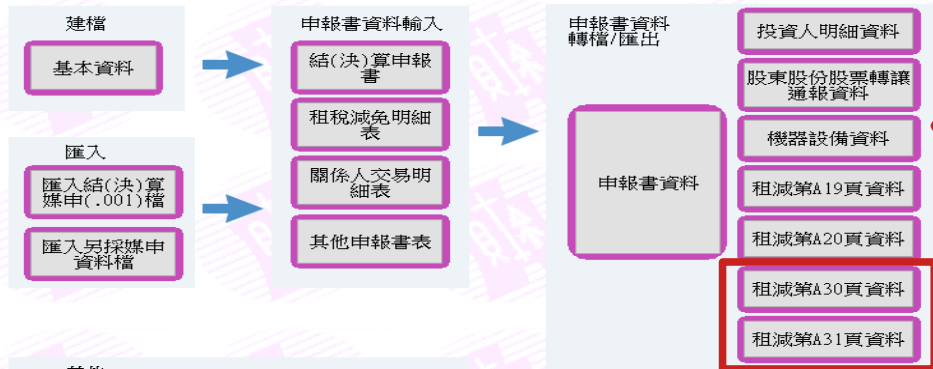 建檔
基本資料
匯入
匯入結(決)算
媒申(.001)檔
匯入另採媒申
資料檔
申報書資料輸入
結(決)算申報
書
租稅減免明細
表
關係人交易明
細表
其他申報書表
申報書資料
轉檔/匯出
申報書資料
投資人明細資料
股東股份股票轉讓
通報資料
機器設備資料
租減第A19頁資料
租減第A20頁資料
租減第A30頁資料
租減第A31頁資料